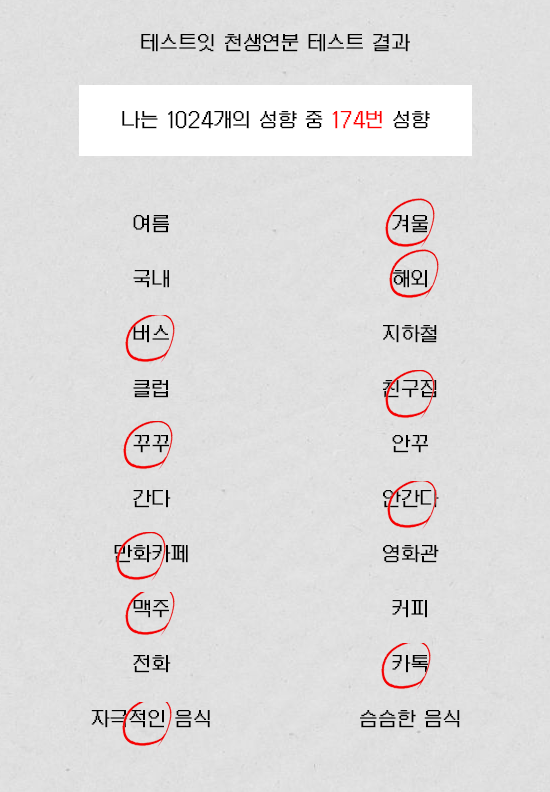 테스트잇 천생연분 테스트 결과
나는 1024개의 성향 중 174번 성향
여름 겨울
국내 해외
버스 지하철
클럽 친구집
꾸꾸 안꾸
간다 안간다
만화카페 영화관
맥주 커피
전화 카톡
자극적인 음식 슴슴한 음식